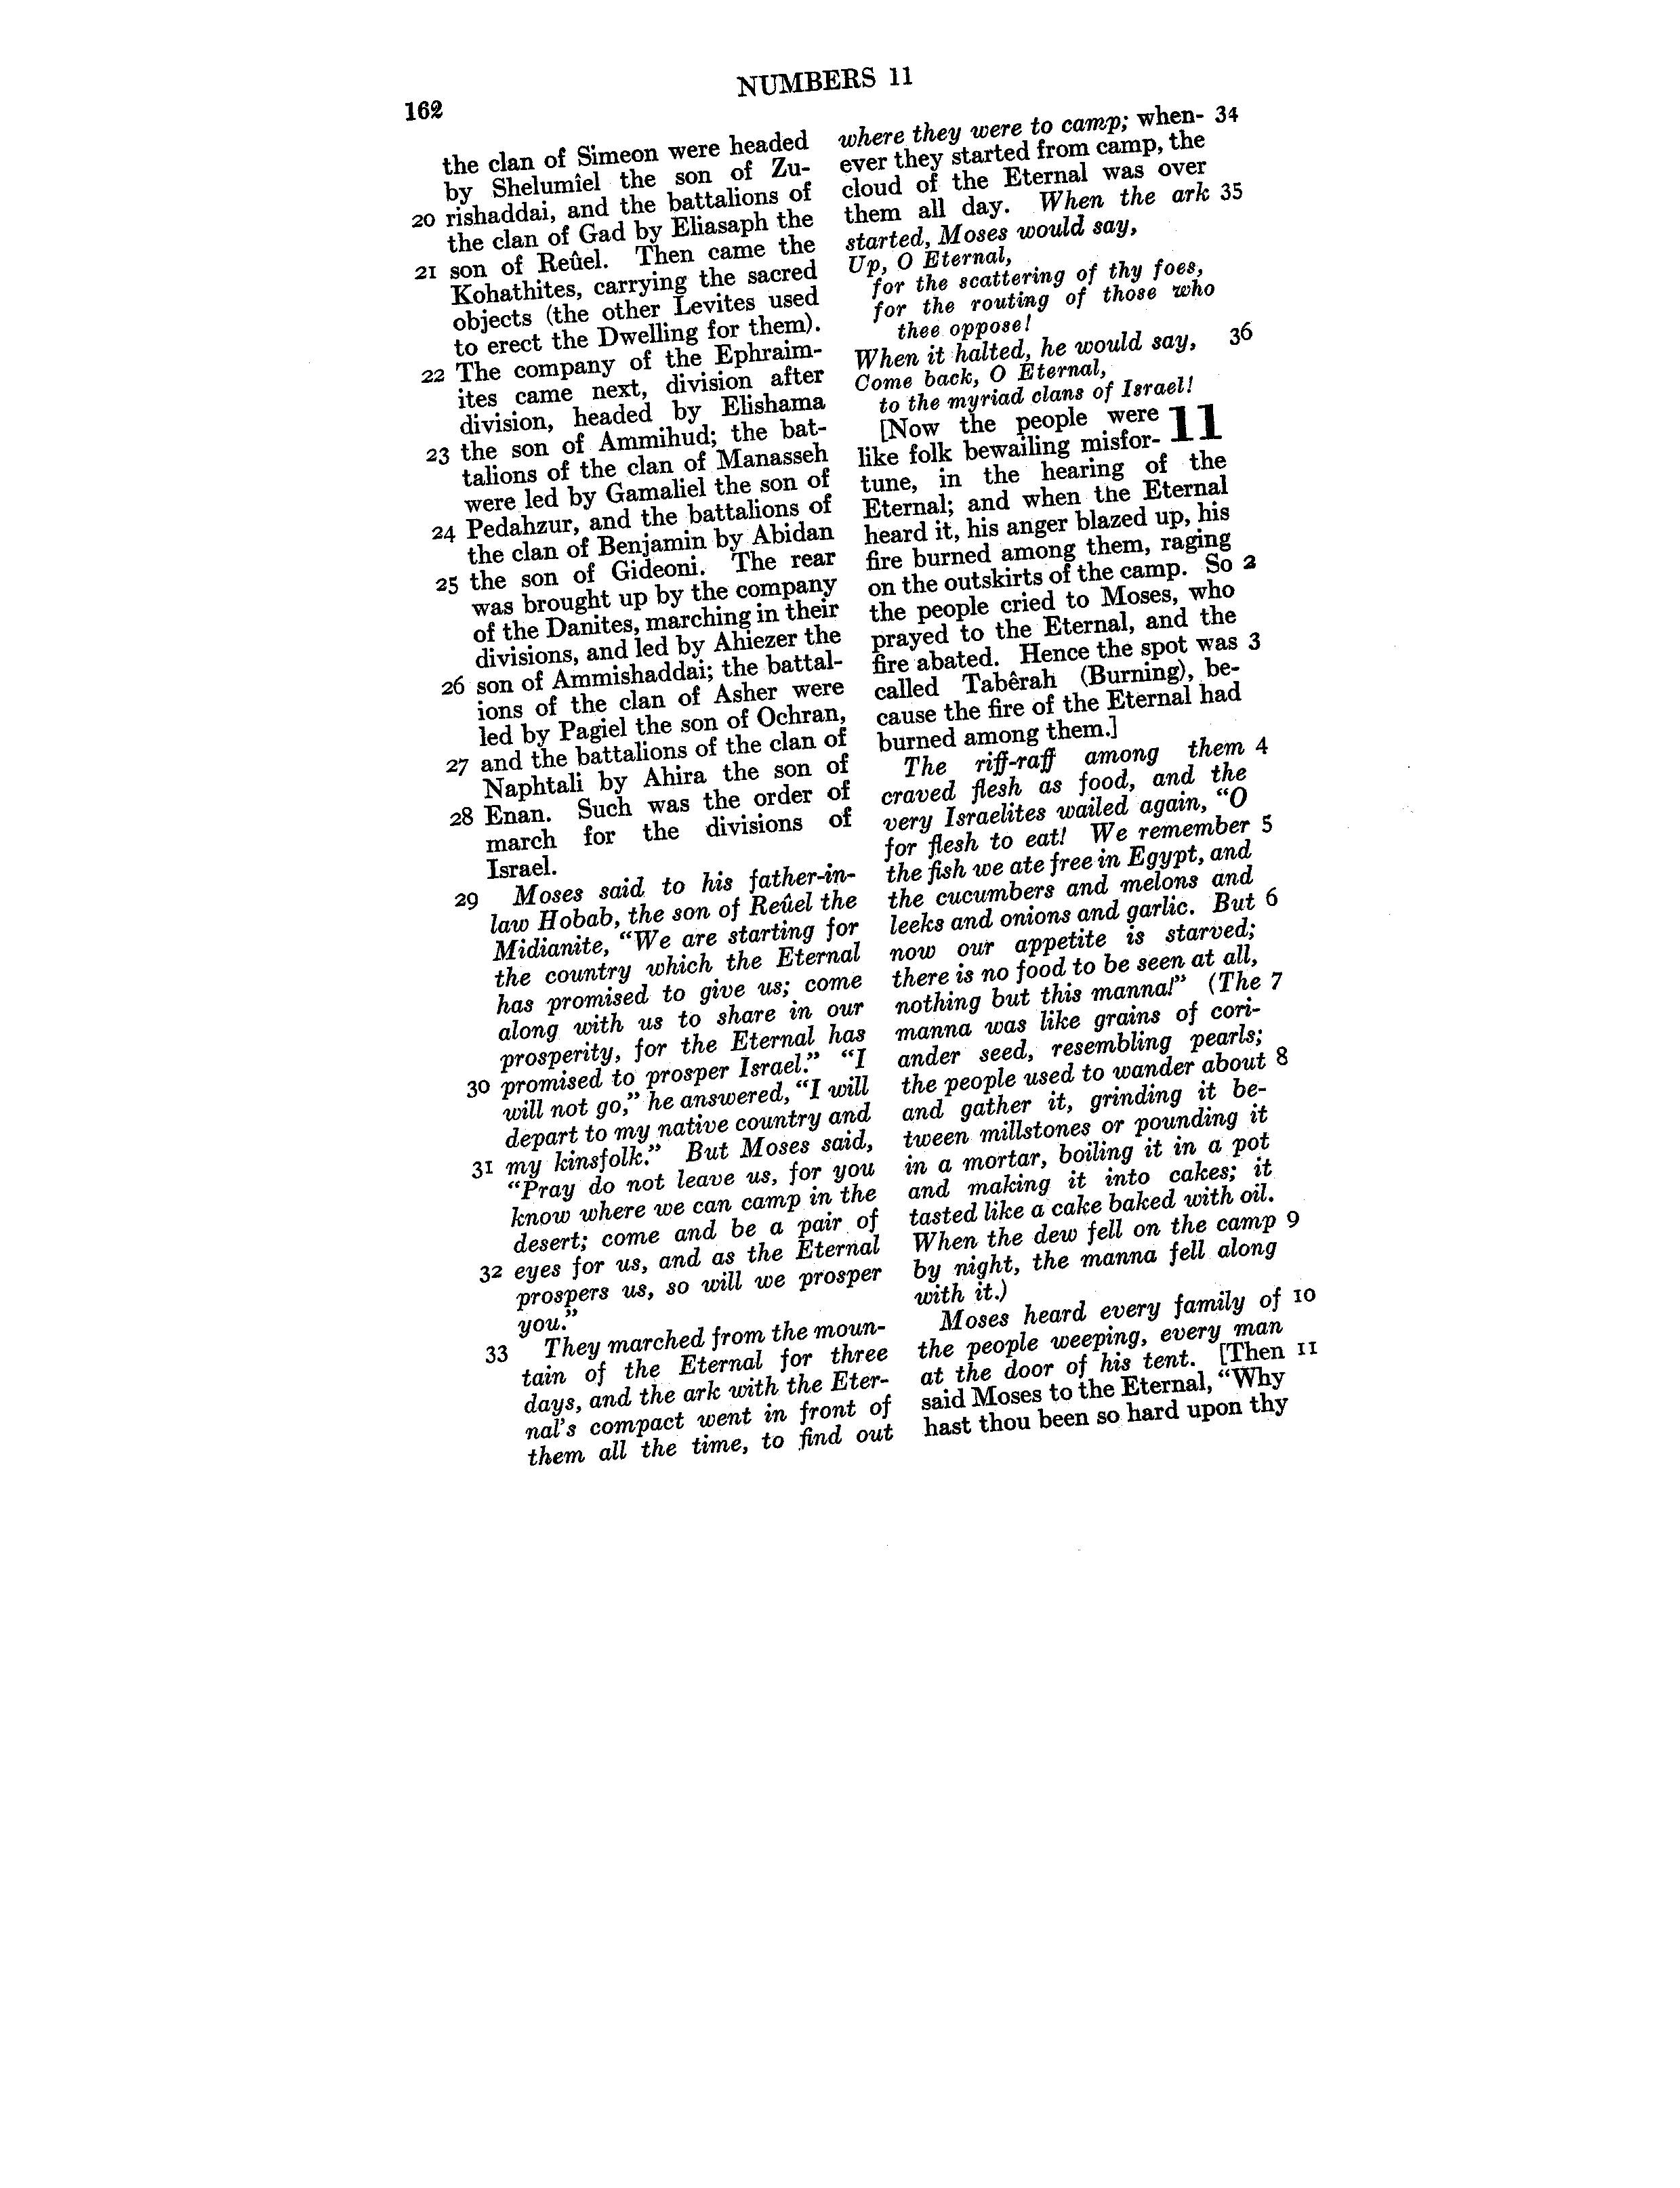 162
NUMBERS 11
the clan of Simeon were headed
by Shelumîel the son of Zu-
20 rishaddai, and the battalions of
the clan of Gad by Eliasaph the
21 son of Reûel. Then came the
Kohathites, carrying the sacred
objects (the other Levites used
to erect the Dwelling for them).
22 The company of the Ephraim-
ites came next, division after
division, headed by Elishama
23 the son of Ammihud; the bat-
talions of the clan of Manasseh
were led by Gamaliel the son of
24 Pedahzur, and the battalions of
the clan of Benjamin by Abidan
25 the son of Gideoni. The rear
was brought up by the company
of the Danites, marching in their
divisions, and led by Ahiezer the
26 son of Ammishaddai; the battal-
ions of the clan of Asher were
led by Pagiel the son of Ochran,
27 and the battalions of the clan of
Naphtali by Ahira the son of
28 Enan. Such was the order of
march for the divisions of
Israel.
29 Moses said to his father-in-
law Hobab, the son of Reûel the
Midianite, “We are starting for
the country which the Eternal
has promised to give us; come
along with us to share in our
prosperity, for the Eternal has
30 promised to prosper Israel.” “I
will not go,” he answered, “I will
depart to my native country and
31 my kinsfolk.” But Moses said,
“Pray do not leave us, for you
know where we can camp in the
desert; come and be a pair of
32 eyes for us, and as the Eternal
prospers us, so will we prosper
you.”
33 They marched from the moun-
tain of the Eternal for three
days, and the ark with the Eter-
nal’s compact went in front of
them all the time, to find out
where they were to camp; when- 34
ever they started from camp, the
cloud of the Eternal was over
them all day. When the ark 35
started, Moses would say,
Up, O Eternal,
for the scattering of thy foes,
for the routing of those who
thee oppose!
When it halted, he would say, 36
Come back, O Eternal,
to the myriad clans of Israel!
[Now the people were 11
like folk bewailing misfor-
tune, in the hearing of the
Eternal; and when the Eternal
heard it, his anger blazed up, his
fire burned among them, raging
on the outskirts of the camp. So 2
the people cried to Moses, who
prayed to the Eternal, and the
fire abated. Hence the spot was 3
called Tabêrah (Burning), be-
cause the fire of the Eternal had
burned among them.]
The riff-raff among them 4
craved flesh as food, and the
very Israelites wailed again, “O
for flesh to eat! We remember 5
the fish we ate free in Egypt, and
the cucumbers and melons and
leeks and onions and garlic. But 6
now our appetite is starved;
there is no food to be seen at all,
nothing but this manna!” (The 7
manna was like grains of cori-
ander seed, resembling pearls;
the people used to wander about 8
and gather it, grinding it be-
tween millstones or pounding it
in a mortar, boiling it in a pot
and making it into cakes; it
tasted like a cake baked with oil.
When the dew fell on the camp 9
by night, the manna fell along
with it.)
Moses heard every family of 10
the people weeping, every man
at the door of his tent. [Then 11
said Moses to the Eternal, “Why
hast thou been so hard upon thy